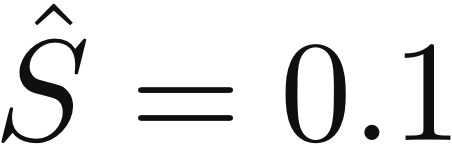 Ŝ = 0.1